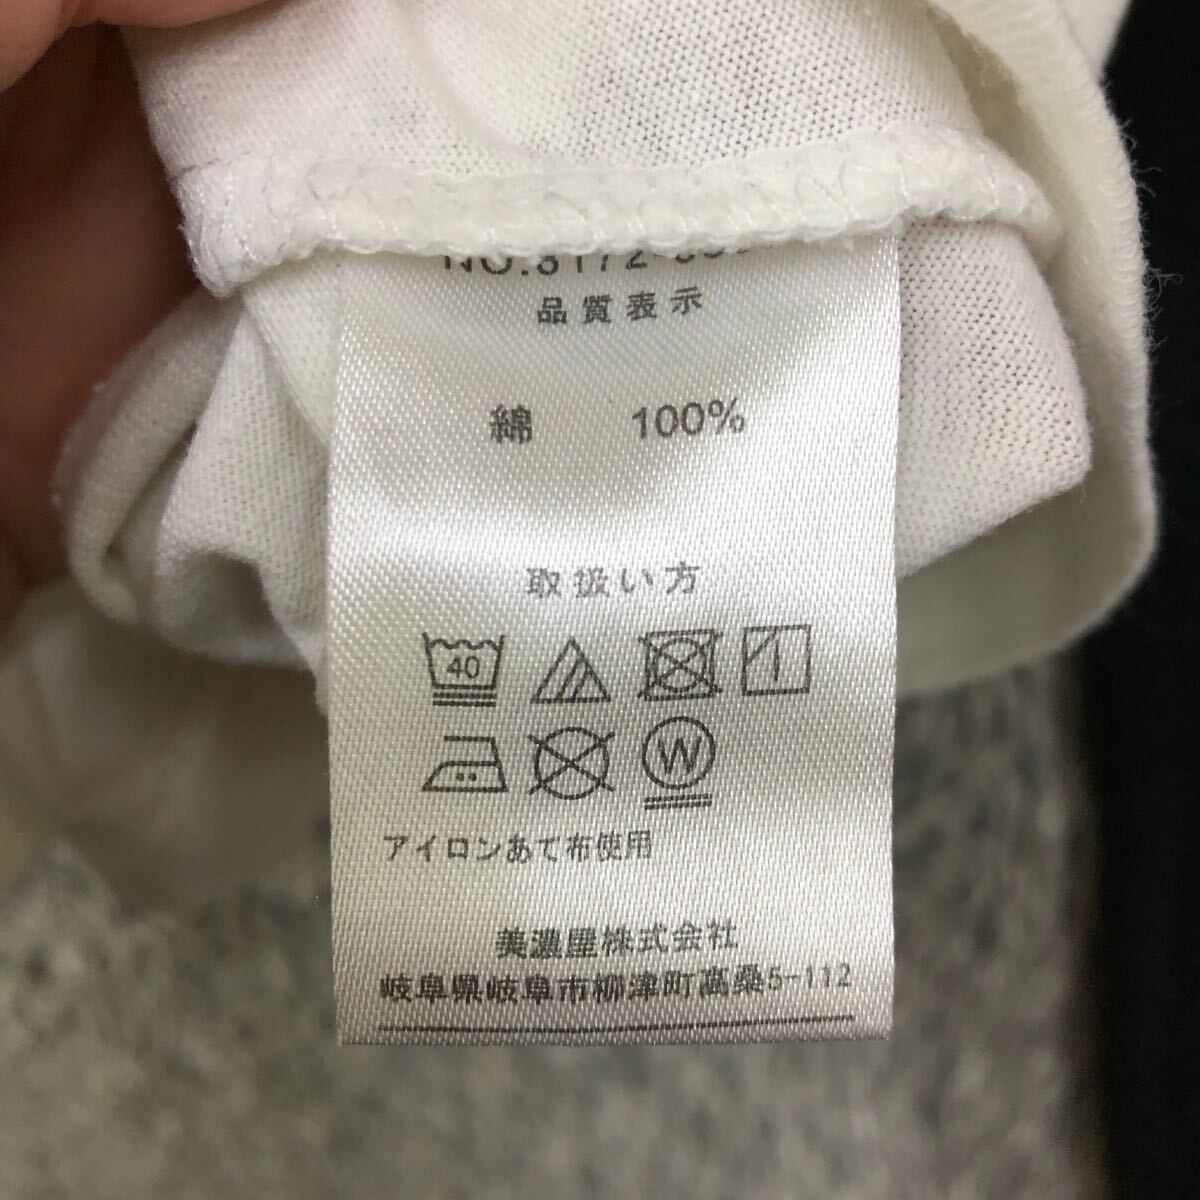 品質表示
綿 100%
取扱い方
40
W
アイロンあて布使用
美濃屋株式会社
岐阜県岐阜市柳津町高桑5-112